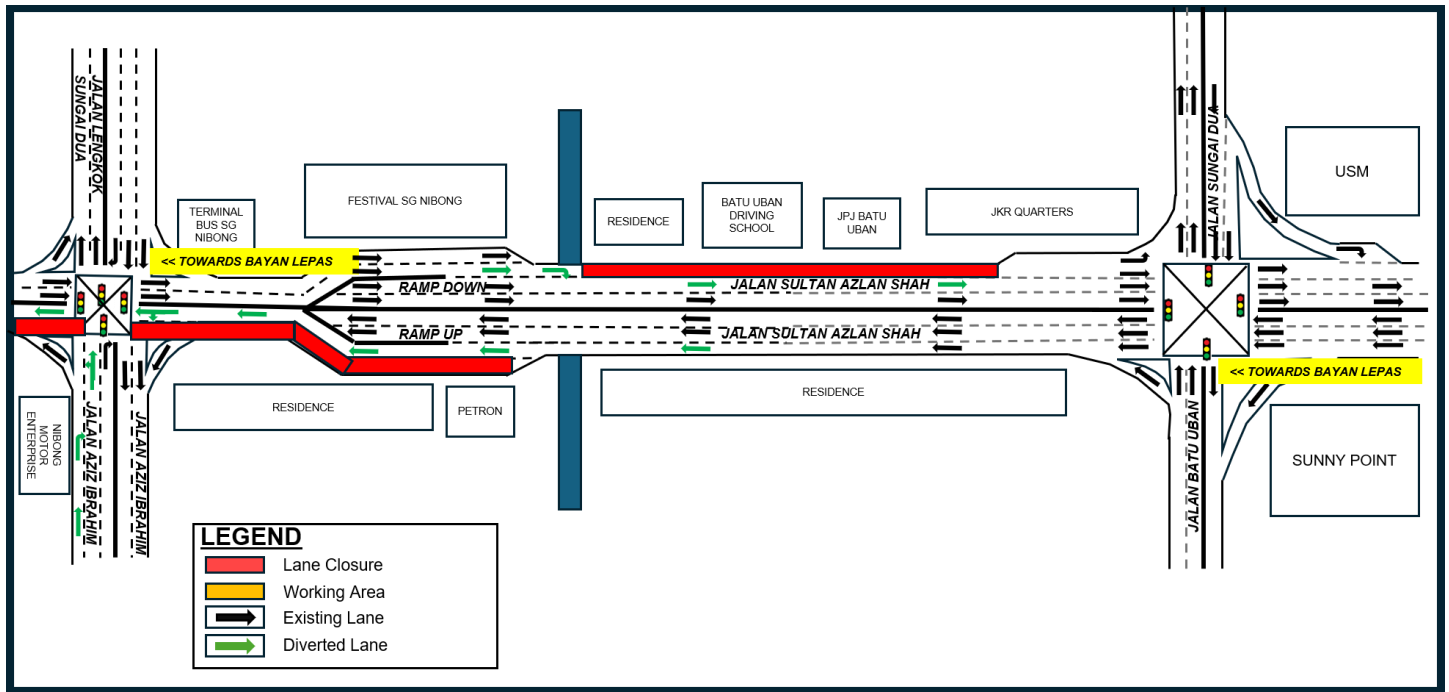 JALAN LENGKOK
SUNGAI DUA
TERMINAL
BUS SG
NIBONG
FESTIVAL SG NIBONG
RESIDENCE
BATU UBAN
DRIVING
SCHOOL
JPJ BATU
UBAN
JKR QUARTERS
JALAN SUNGAI DUA
USM
<< TOWARDS BAYAN LEPAS
RAMP DOWN
JALAN SULTAN AZLAN SHAH
RAMP UP
JALAN SULTAN AZLAN SHAH
<< TOWARDS BAYAN LEPAS
NIBONG
MOTOR
ENTERPRISE
JALAN AZIZ IBRAHIM
JALAN AZIZ IBRAHIM
RESIDENCE
PETRON
RESIDENCE
JALAN BATU UBAN
SUNNY POINT
LEGEND
Lane Closure
Working Area
Existing Lane
Diverted Lane